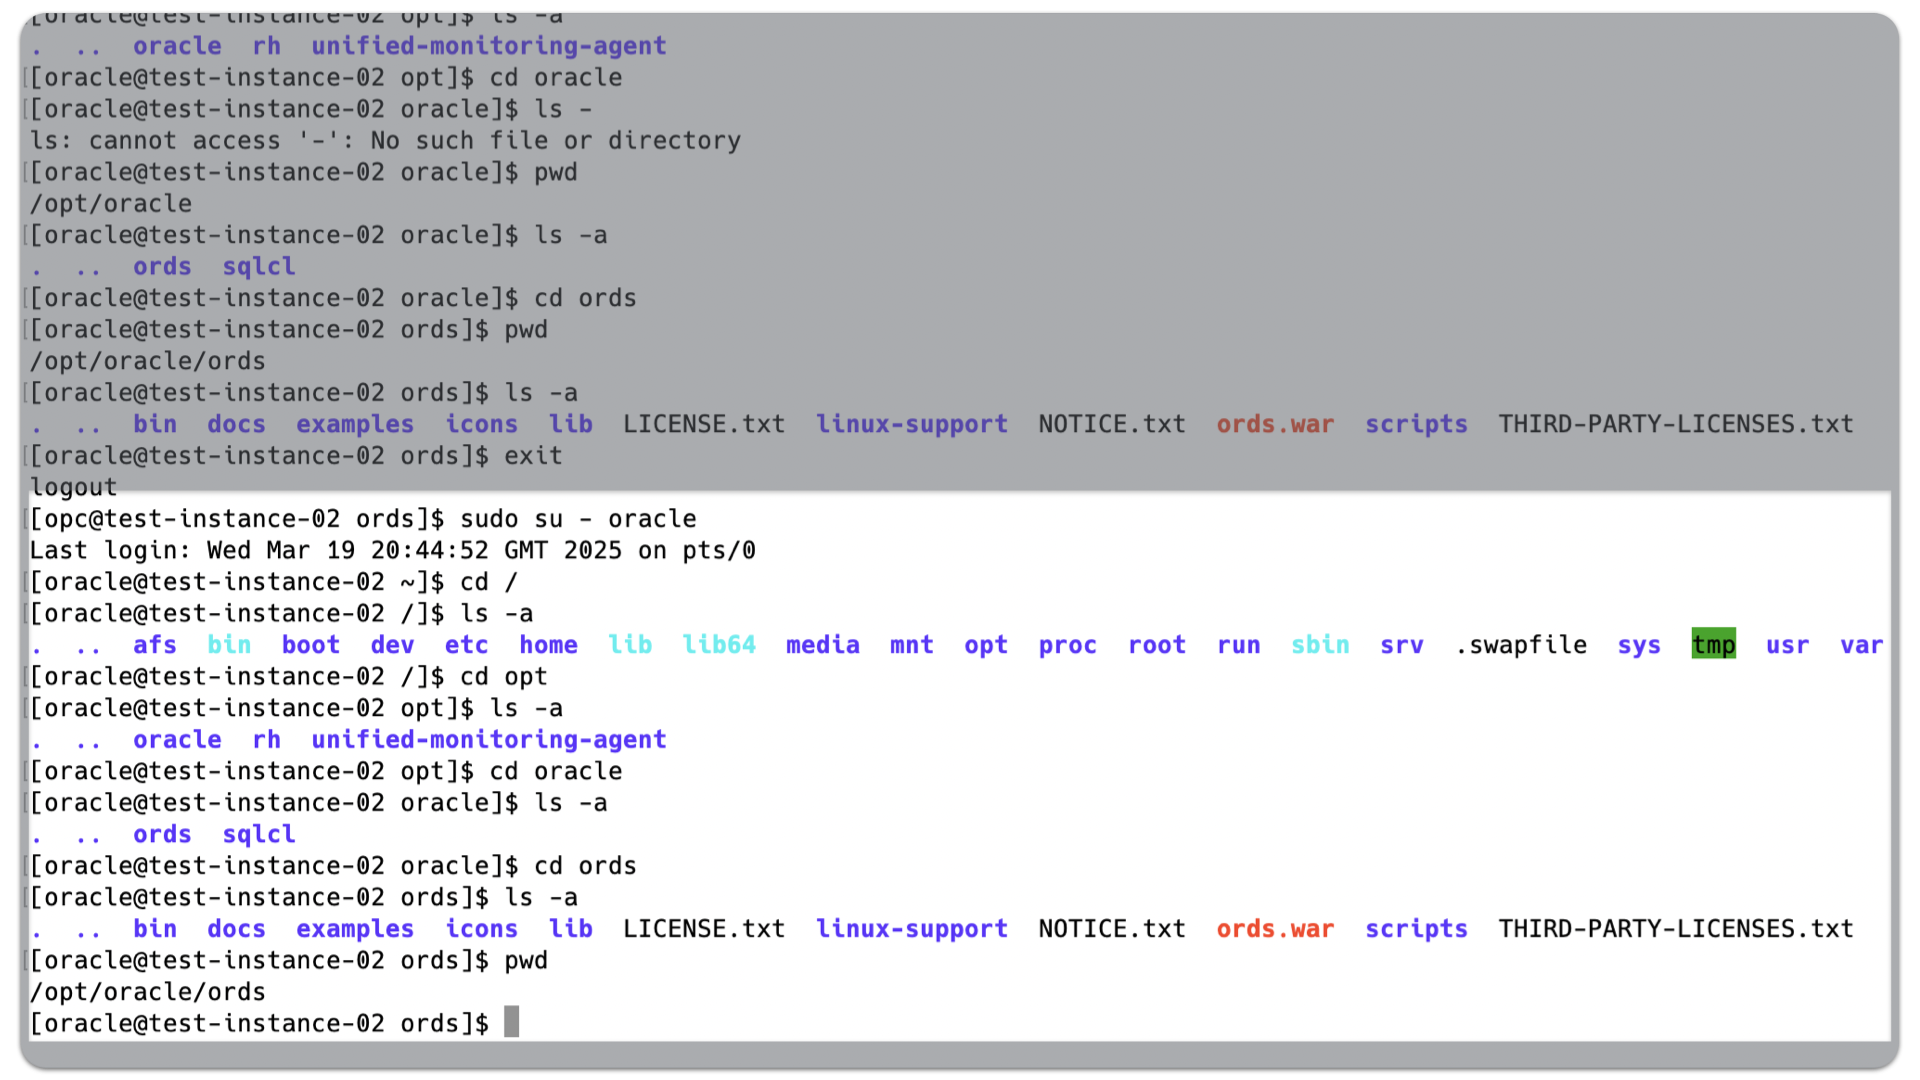 [oracle@test-instance-02 opt]$ ls -a
. .. oracle rh unified-monitoring-agent
[[oracle@test-instance-02 opt]$ cd oracle
[[oracle@test-instance-02 oracle]$ ls -
ls: cannot access '-': No such file or directory
[[oracle@test-instance-02 oracle]$ pwd
/opt/oracle
[[oracle@test-instance-02 oracle]$ ls -a
. .. ords sqlcl
[[oracle@test-instance-02 oracle]$ cd ords
[[oracle@test-instance-02 ords]$ pwd
/opt/oracle/ords
[[oracle@test-instance-02 ords]$ ls -a
. .. bin docs examples icons lib LICENSE.txt linux-support NOTICE.txt ords.war scripts THIRD-PARTY-LICENSES.txt
[[oracle@test-instance-02 ords]$ exit
logout
[[opc@test-instance-02 ords]$ sudo su - oracle
Last login: Wed Mar 19 20:44:52 GMT 2025 on pts/0
[[oracle@test-instance-02 ~]$ cd /
[[oracle@test-instance-02 /]$ ls -a
. .. afs bin boot dev etc home lib lib64 media mnt opt proc root run sbin srv .swapfile sys tmp usr var
[[oracle@test-instance-02 /]$ cd opt
[[oracle@test-instance-02 opt]$ ls -a
. .. oracle rh unified-monitoring-agent
[[oracle@test-instance-02 opt]$ cd oracle
[[oracle@test-instance-02 oracle]$ ls -a
. .. ords sqlcl
[[oracle@test-instance-02 oracle]$ cd ords
[[oracle@test-instance-02 ords]$ ls -a
. .. bin docs examples icons lib LICENSE.txt linux-support NOTICE.txt ords.war scripts THIRD-PARTY-LICENSES.txt
[[oracle@test-instance-02 ords]$ pwd
/opt/oracle/ords
[oracle@test-instance-02 ords]$